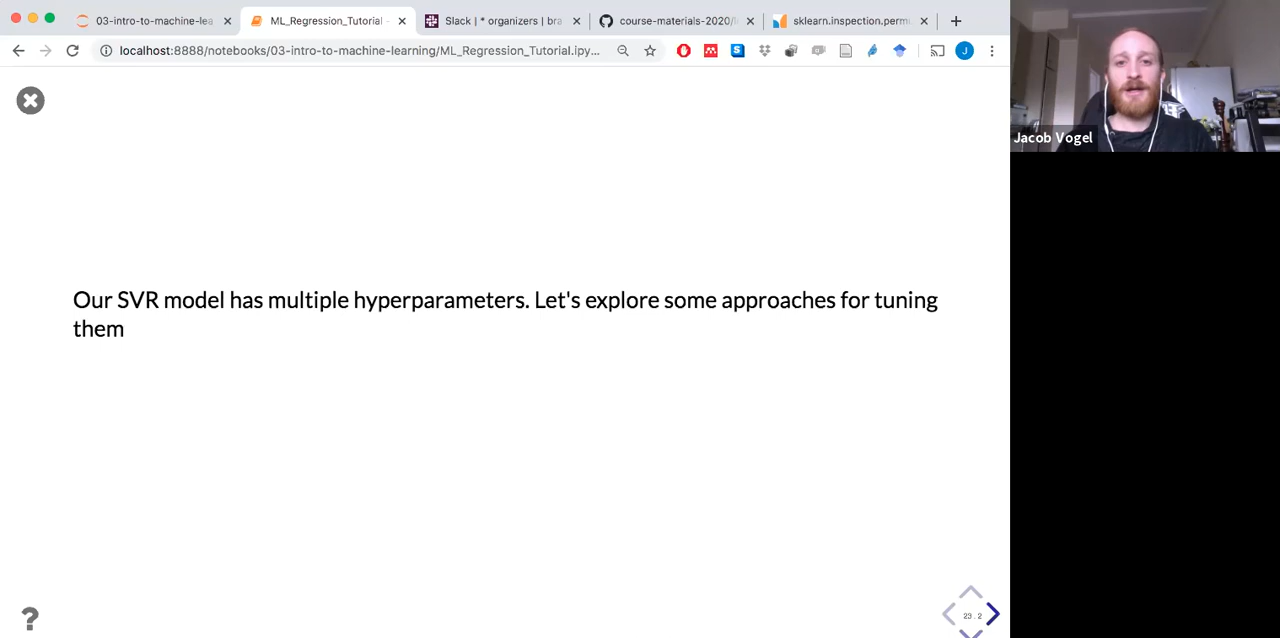 03-intro-to-machine-lea
ML_Regression_Tutorial -
Slack | * organizers | bra
course-materials-2020/i
sklearn.inspection.perm
localhost:8888/notebooks/03-intro-to-machine-learning/ML_Regression_Tutorial.ipy...
J
Jacob Vogel
Our SVR model has multiple hyperparameters. Let's explore some approaches for tuning
them
23.2
?